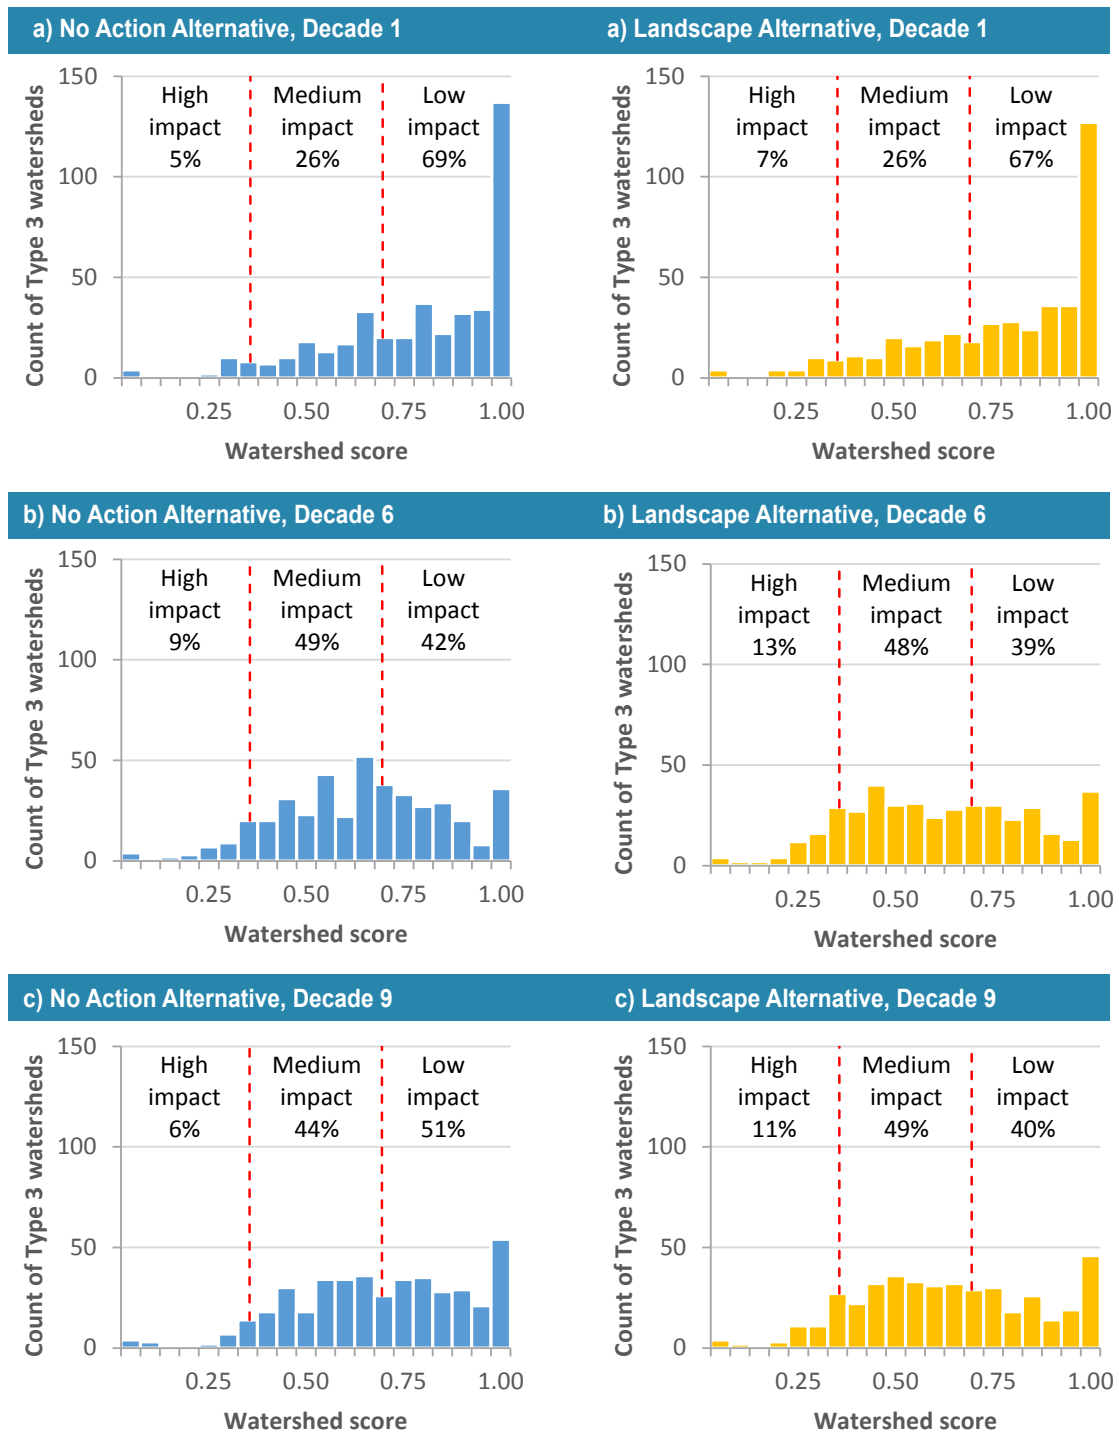 a) No Action Alternative, Decade 1
Count of Type 3 watersheds
150
100
50
0
High
impact
5%
Medium
impact
26%
Low
impact
69%
0.25
0.50
0.75
1.00
Watershed score
a) Landscape Alternative, Decade 1
Count of Type 3 watersheds
150
100
50
0
High
impact
7%
Medium
impact
26%
Low
impact
67%
0.25
0.50
0.75
1.00
Watershed score
b) No Action Alternative, Decade 6
Count of Type 3 watersheds
150
100
50
0
High
impact
9%
Medium
impact
49%
Low
impact
42%
0.25
0.50
0.75
1.00
Watershed score
b) Landscape Alternative, Decade 6
Count of Type 3 watersheds
150
100
50
0
High
impact
13%
Medium
impact
48%
Low
impact
39%
0.25
0.50
0.75
1.00
Watershed score
c) No Action Alternative, Decade 9
Count of Type 3 watersheds
150
100
50
0
High
impact
6%
Medium
impact
44%
Low
impact
51%
0.25
0.50
0.75
1.00
Watershed score
c) Landscape Alternative, Decade 9
Count of Type 3 watersheds
150
100
50
0
High
impact
11%
Medium
impact
49%
Low
impact
40%
0.25
0.50
0.75
1.00
Watershed score